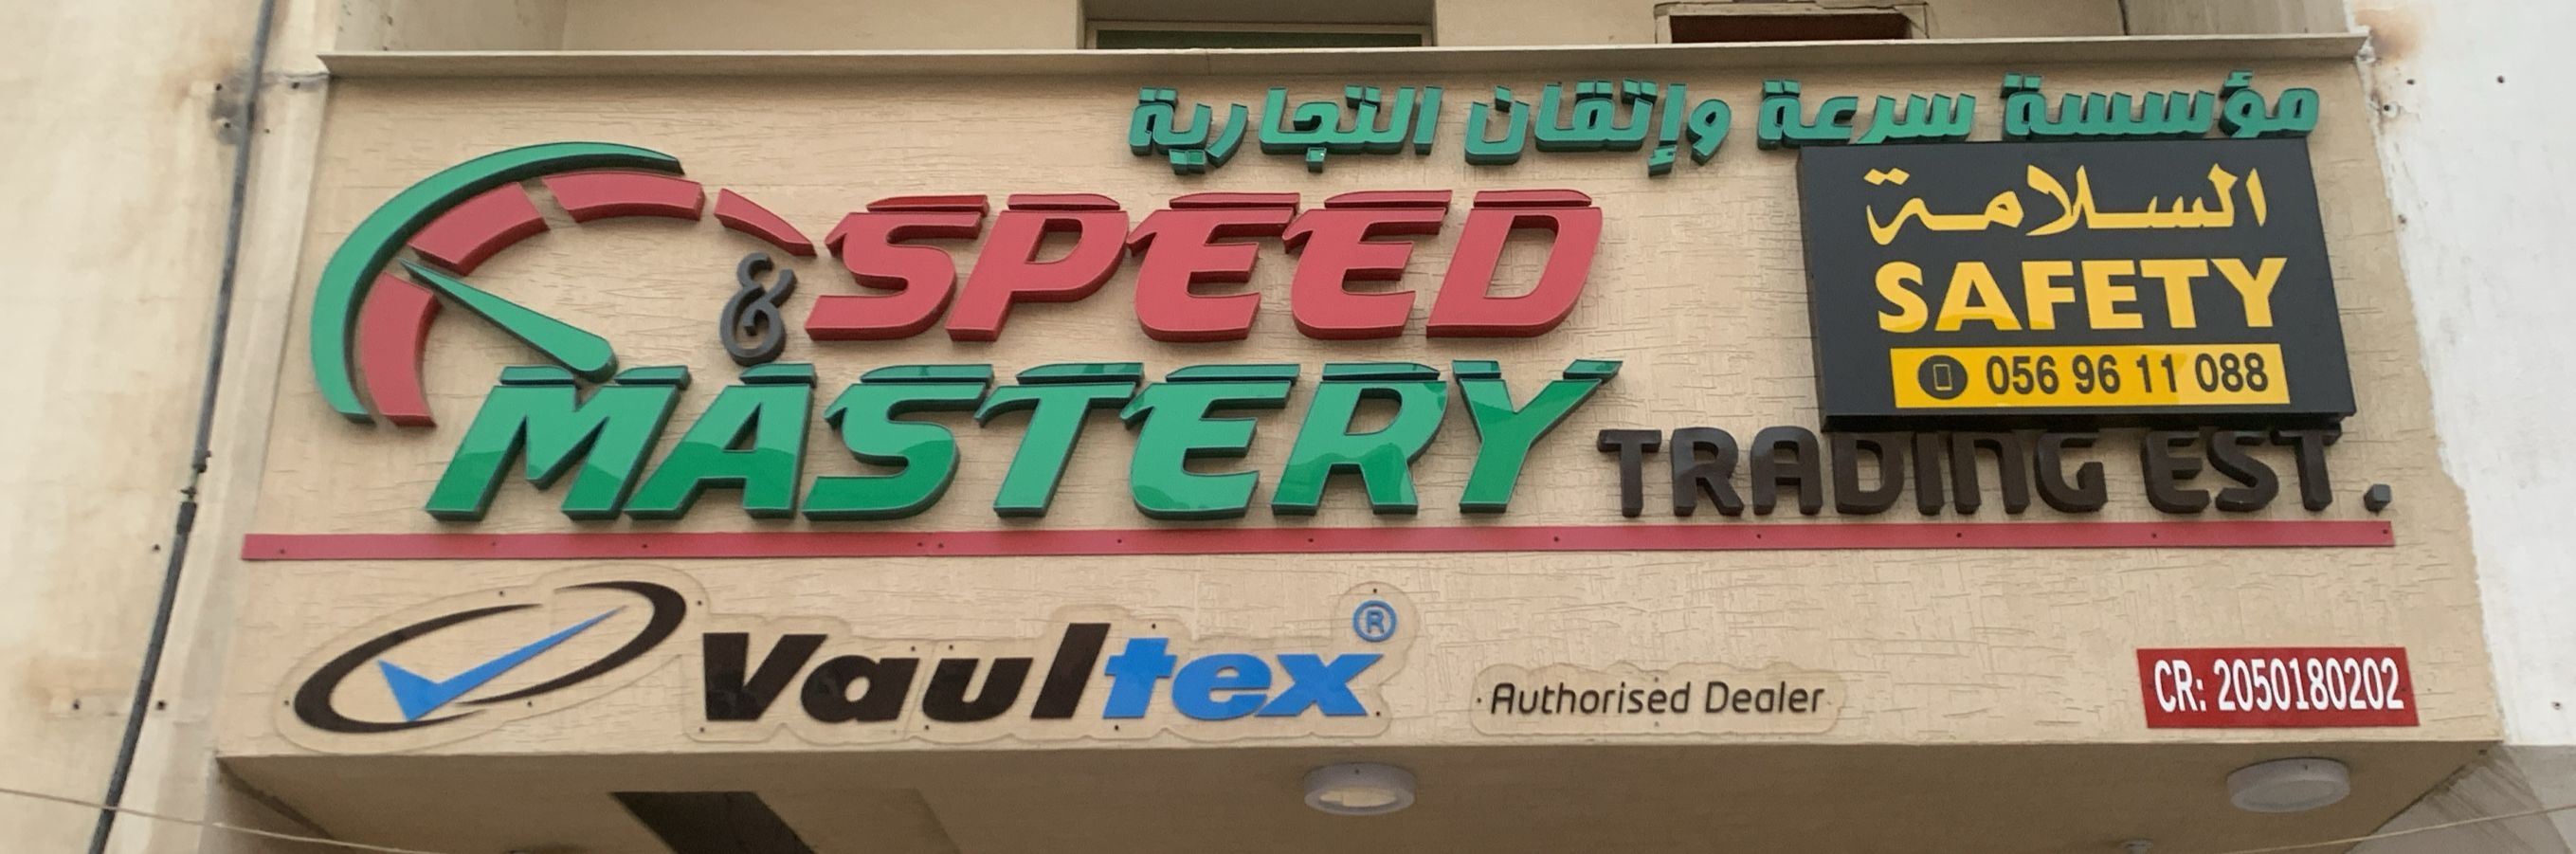 مؤسسة سرعة وإتقان التجارية
& SPEED
MASTERY
TRADING EST.
السلامة
SAFETY
056 96 11 088
Vaultex®
Authorised Dealer
CR: 2050180202